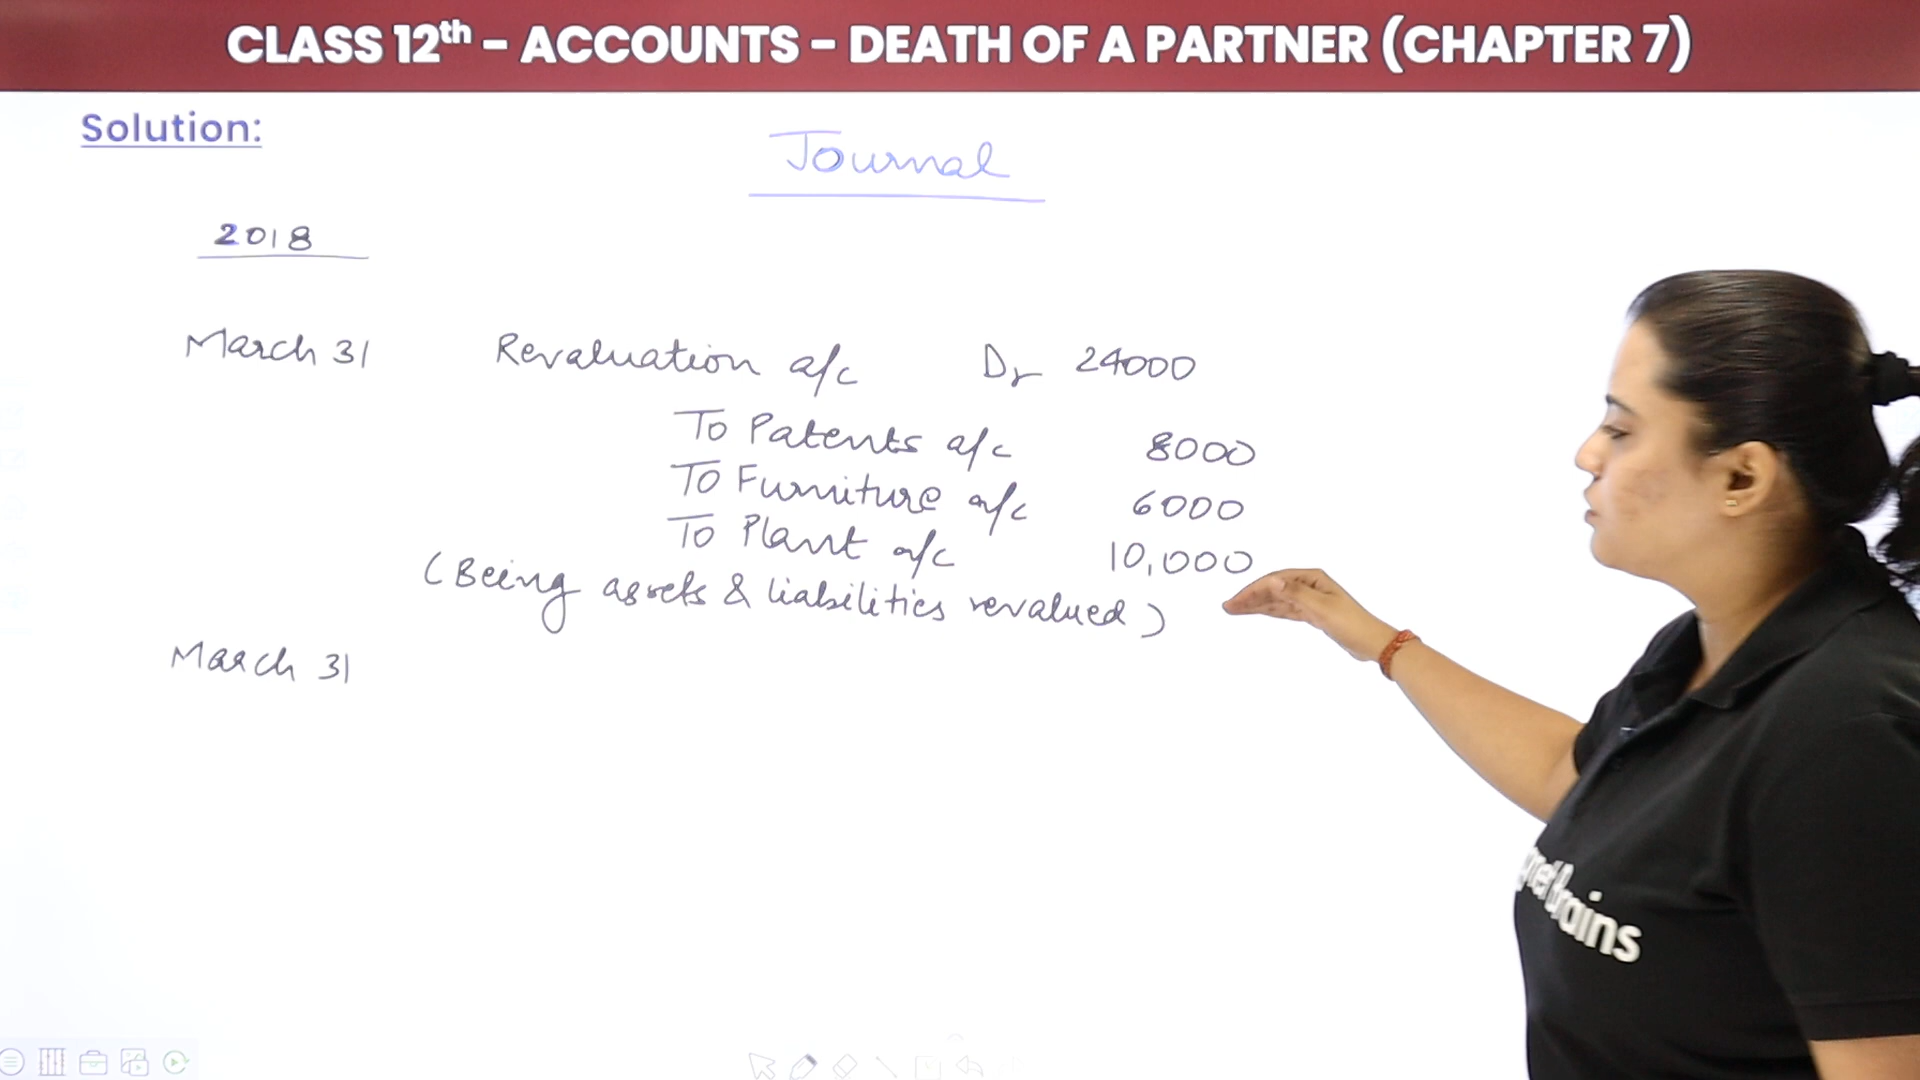 CLASS 12th – ACCOUNTS – DEATH OF A PARTNER (CHAPTER 7)
Solution:
Journal
2018
March 31 Revaluation a/c Dr 24000
To Patents a/c 8000
To Furniture a/c 6000
To Plant a/c 10,000
(Being assets & liabilities revalued)
March 31